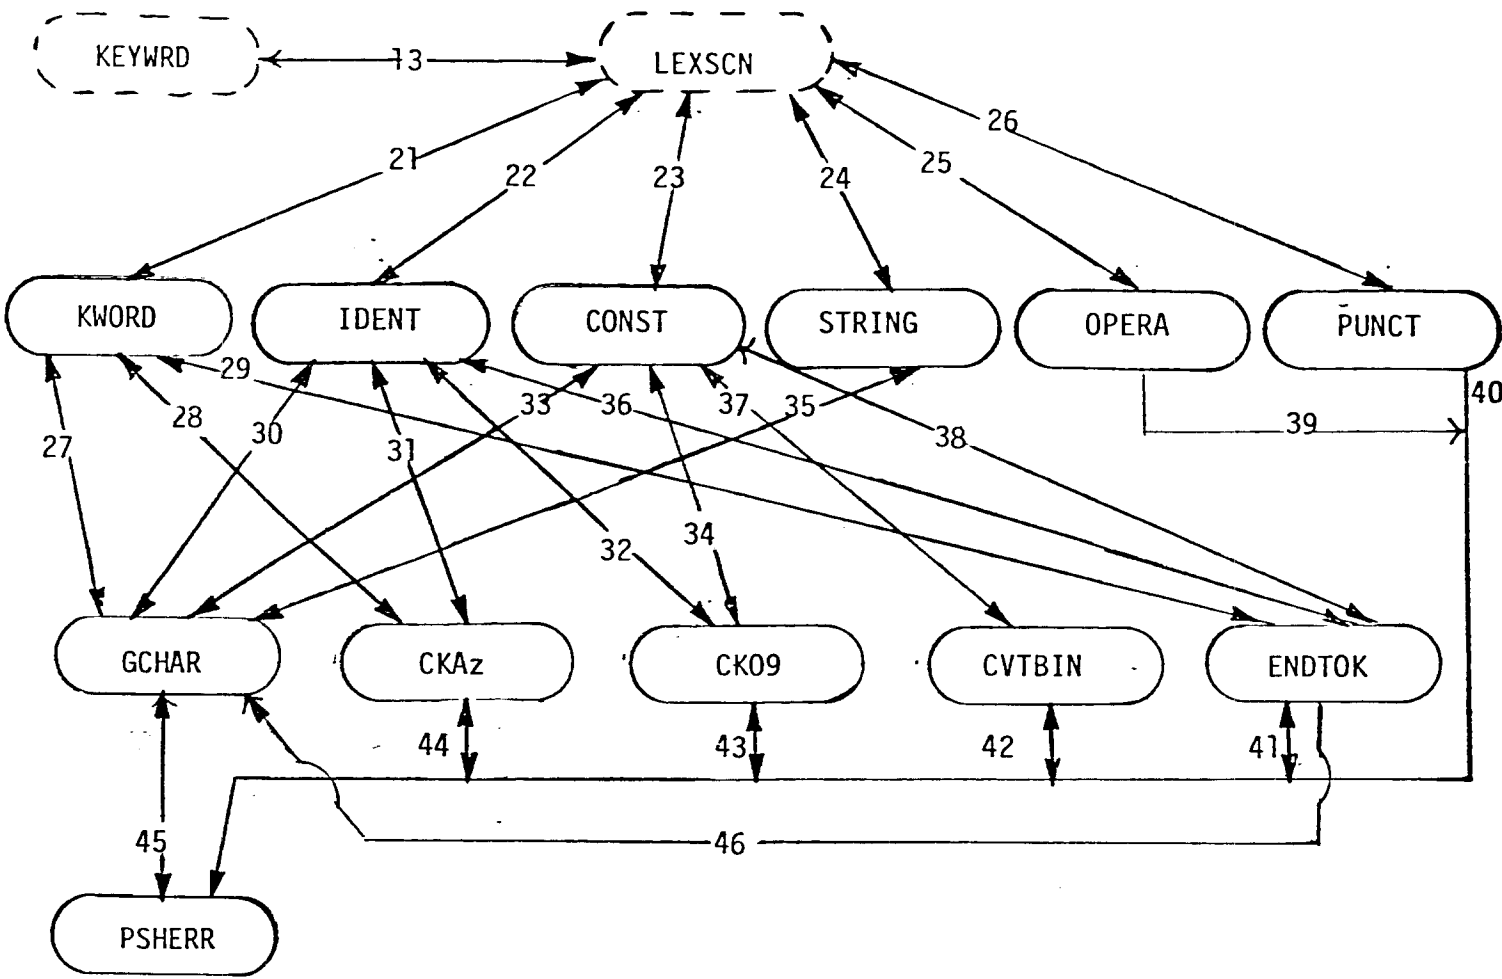 KEYWRD
13
LEXSCN
26
21
22
23
24
25
KWORD
IDENT
CONST
STRING
OPERA
PUNCT
29
28
27
30
31
33
36
37
35
38
39
40
32
34
GCHAR
CKAz
CK09
CVTBIN
ENDTOK
44
43
42
41
45
46
PSHERR